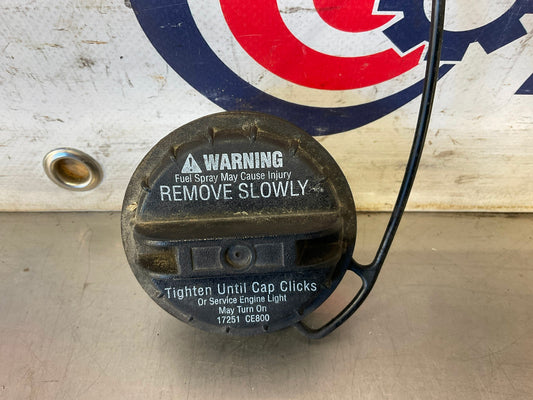 WARNING
Fuel Spray May Cause Injury
REMOVE SLOWLY
Tighten Until Cap Clicks
Or Service Engine Light
May Turn On
17251 CE800